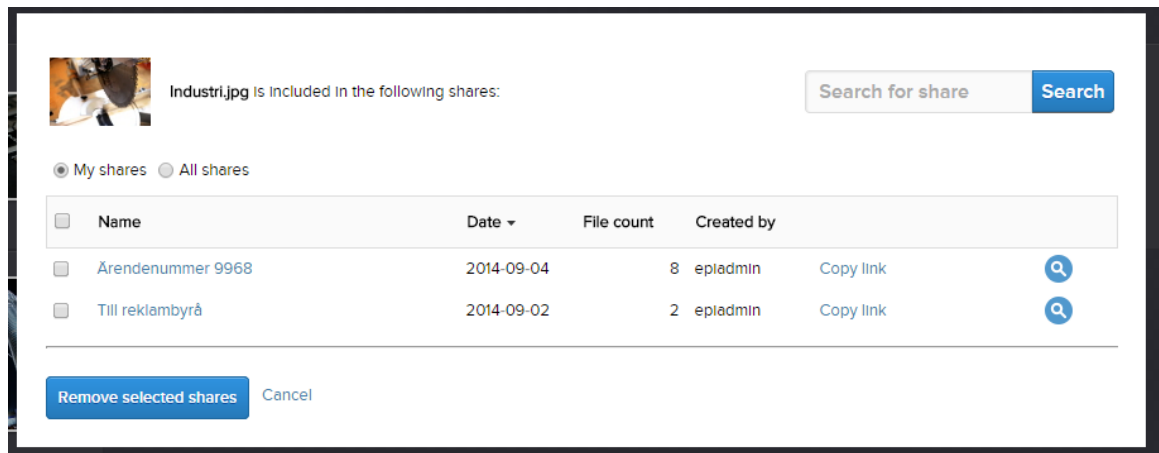 Industri.jpg is included in the following shares:
Search for share Search
My shares All shares
Name Date File count Created by
Ärendenummer 9968 2014-09-04 8 epiadmin Copy link
Till reklambyrå 2014-09-02 2 epiadmin Copy link
Remove selected shares Cancel